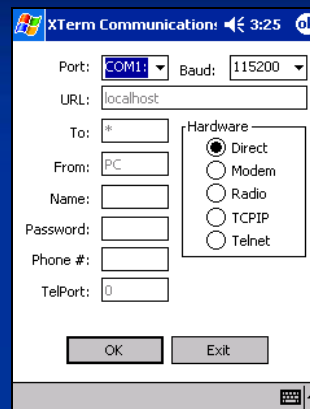 XTerm Communication: 3:25 ok
Port: COM1: Baud: 115200
URL: localhost
To: *
Hardware
Direct
From: PC
Modem
Name:
Radio
TCPIP
Password:
Telnet
Phone #:
TelPort: 0
OK Exit